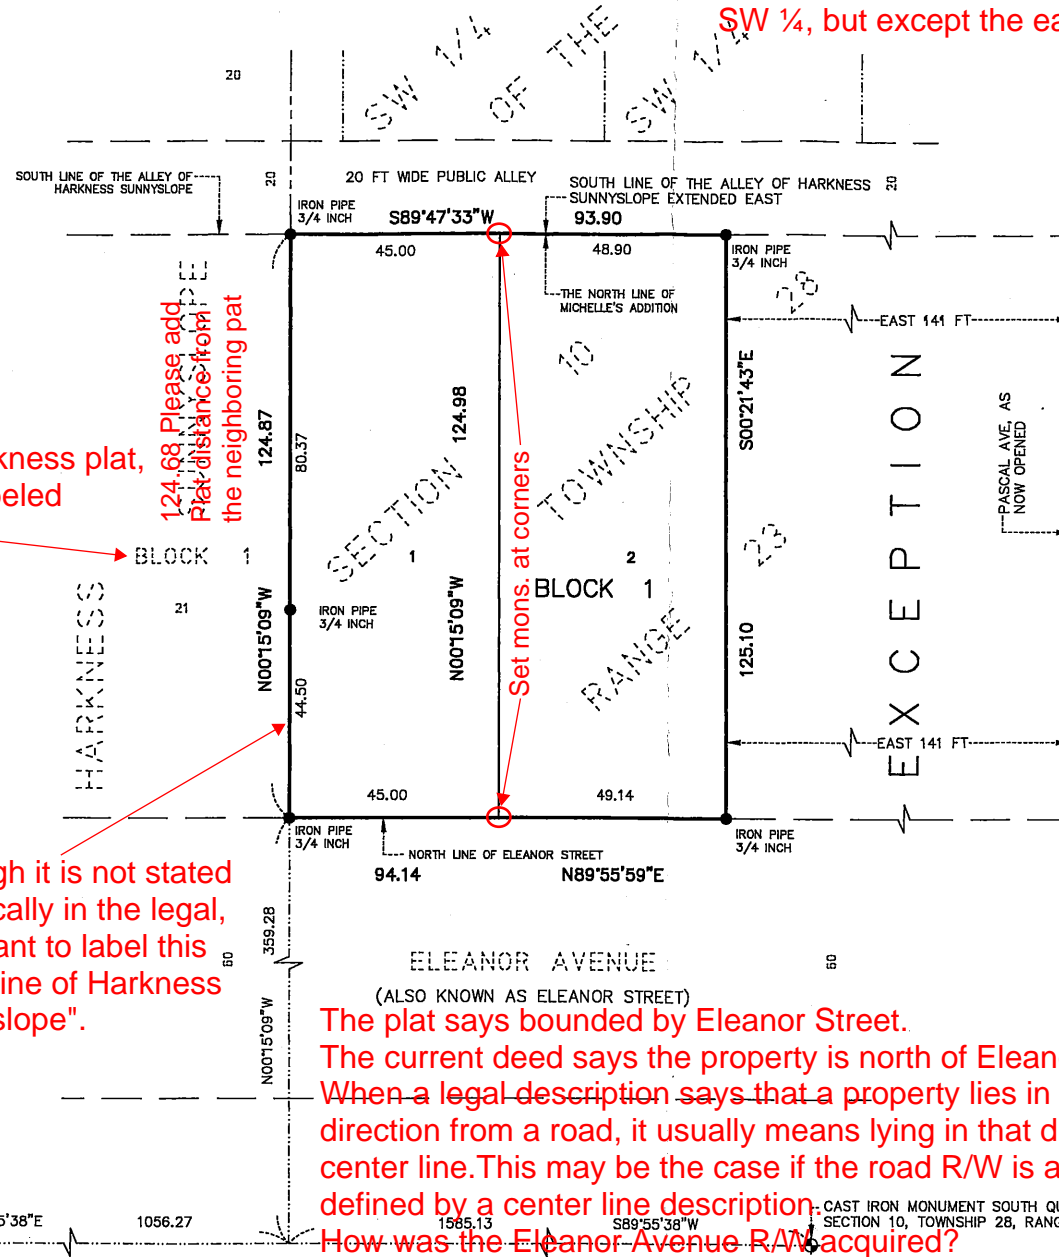 SW ¼, but except the ea
SW 1/4
OF THE
SW 1/4
20
SOUTH LINE OF THE ALLEY OF
HARKNESS SUNNYSLOPE
20
20 FT WIDE PUBLIC ALLEY
SOUTH LINE OF THE ALLEY OF HARKNESS
SUNNYSLOPE EXTENDED EAST
20
IRON PIPE
3/4 INCH
S89°47'33"W
93.90
45.00
48.90
IRON PIPE
3/4 INCH
THE NORTH LINE OF
MICHELLE'S ADDITION
28
EAST 141 FT
10
124.68 Please add
Plat distance from
the neighboring pat
SUNNYSLOPE
124.87
80.37
124.98
TOWNSHIP
S00°21'43"E
EXCEPTION
PASCAL AVE, AS
NOW OPENED
kness plat,
beled
SECTION
Set mons. at corners
23
BLOCK 1
1
2
BLOCK 1
21
HARKNESS
IRON PIPE
3/4 INCH
N00°15'09"W
N00°15'09"W
RANGE
125.10
44.50
EAST 141 FT
45.00
49.14
IRON PIPE
3/4 INCH
IRON PIPE
3/4 INCH
NORTH LINE OF ELEANOR STREET
94.14
N89°55'59"E
gh it is not stated
cally in the legal,
ant to label this
ine of Harkness
slope".
60
359.28
ELEANOR AVENUE
60
(ALSO KNOWN AS ELEANOR STREET)
N00°15'09"W
The plat says bounded by Eleanor Street.
The current deed says the property is north of Elean
When a legal description says that a property lies in
direction from a road, it usually means lying in that d
center line.This may be the case if the road R/W is a
defined by a center line description.
How was the Eleanor Avenue R/W acquired?
5'38"E
1056.27
1585.13
S89°55'38"W
CAST IRON MONUMENT SOUTH QU
SECTION 10, TOWNSHIP 28, RANG